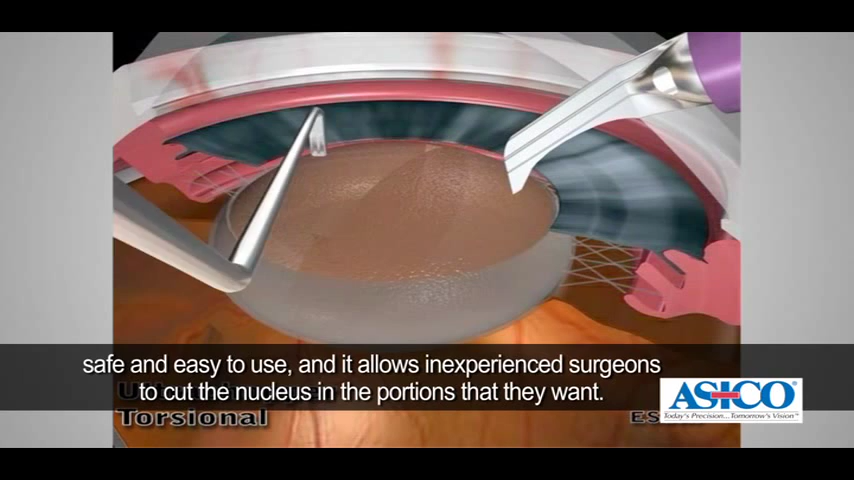 safe and easy to use, and it allows inexperienced surgeons
to cut the nucleus in the portions that they want.
Torsional
ASICO®
Today's Precision...Tomorrow's Vision™